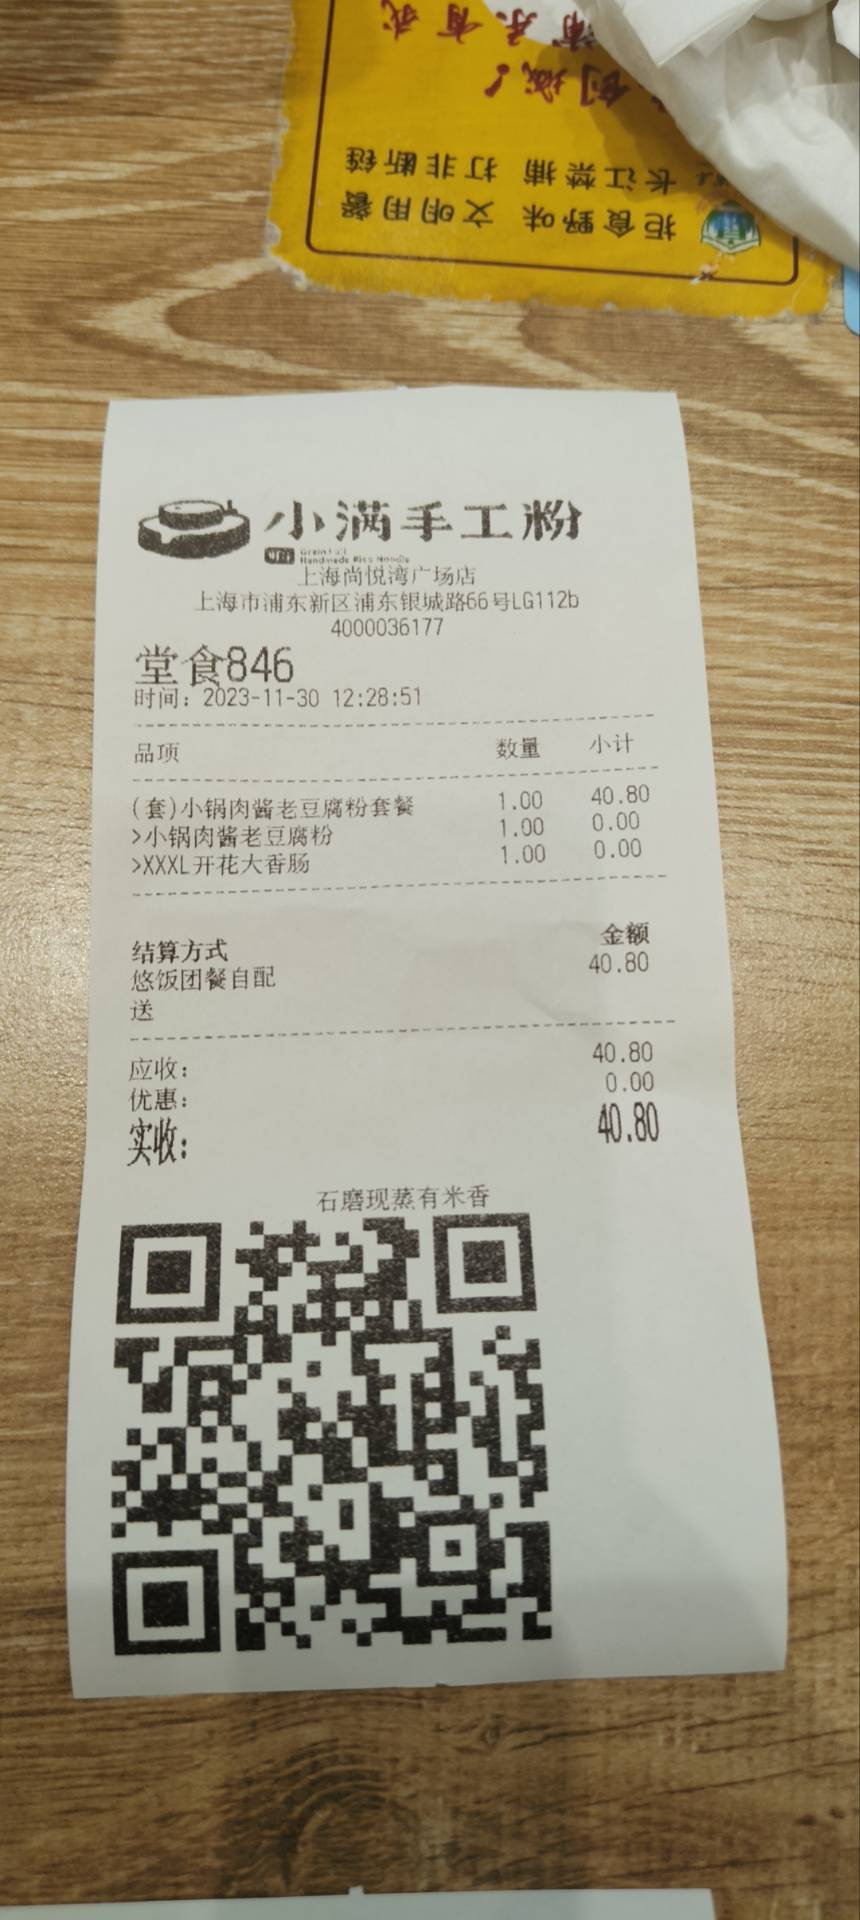 有我
创城！
长江禁捕 打非断链
拒食野味 文明用餐
小满手工粉
Handmade Rice Noodle
上海尚悦湾广场店
上海市浦东新区浦东银城路66号LG112b
4000036177
堂食846
时间：2023-11-30 12:28:51
品项 数量 小计
(套)小锅肉酱老豆腐粉套餐 1.00 40.80
>小锅肉酱老豆腐粉 1.00 0.00
>XXXL开花大香肠 1.00 0.00
结算方式 金额
悠饭团餐自配 40.80
送
应收： 40.80
优惠： 0.00
实收： 40.80
石磨现蒸有米香